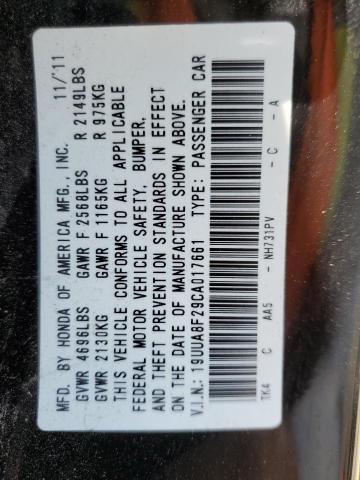 MFD. BY HONDA OF AMERICA MFG., INC. 11/'11
GVWR 4696LBS GAWR F 2568LBS R 2149LBS
GVWR 2130KG GAWR F 1165KG R 975KG
THIS VEHICLE CONFORMS TO ALL APPLICABLE
FEDERAL MOTOR VEHICLE SAFETY, BUMPER,
AND THEFT PREVENTION STANDARDS IN EFFECT
ON THE DATE OF MANUFACTURE SHOWN ABOVE.
V.I.N.: 19UUA8F29CA017661 TYPE: PASSENGER CAR
TK4 C AA5 - NH731PV - C - A